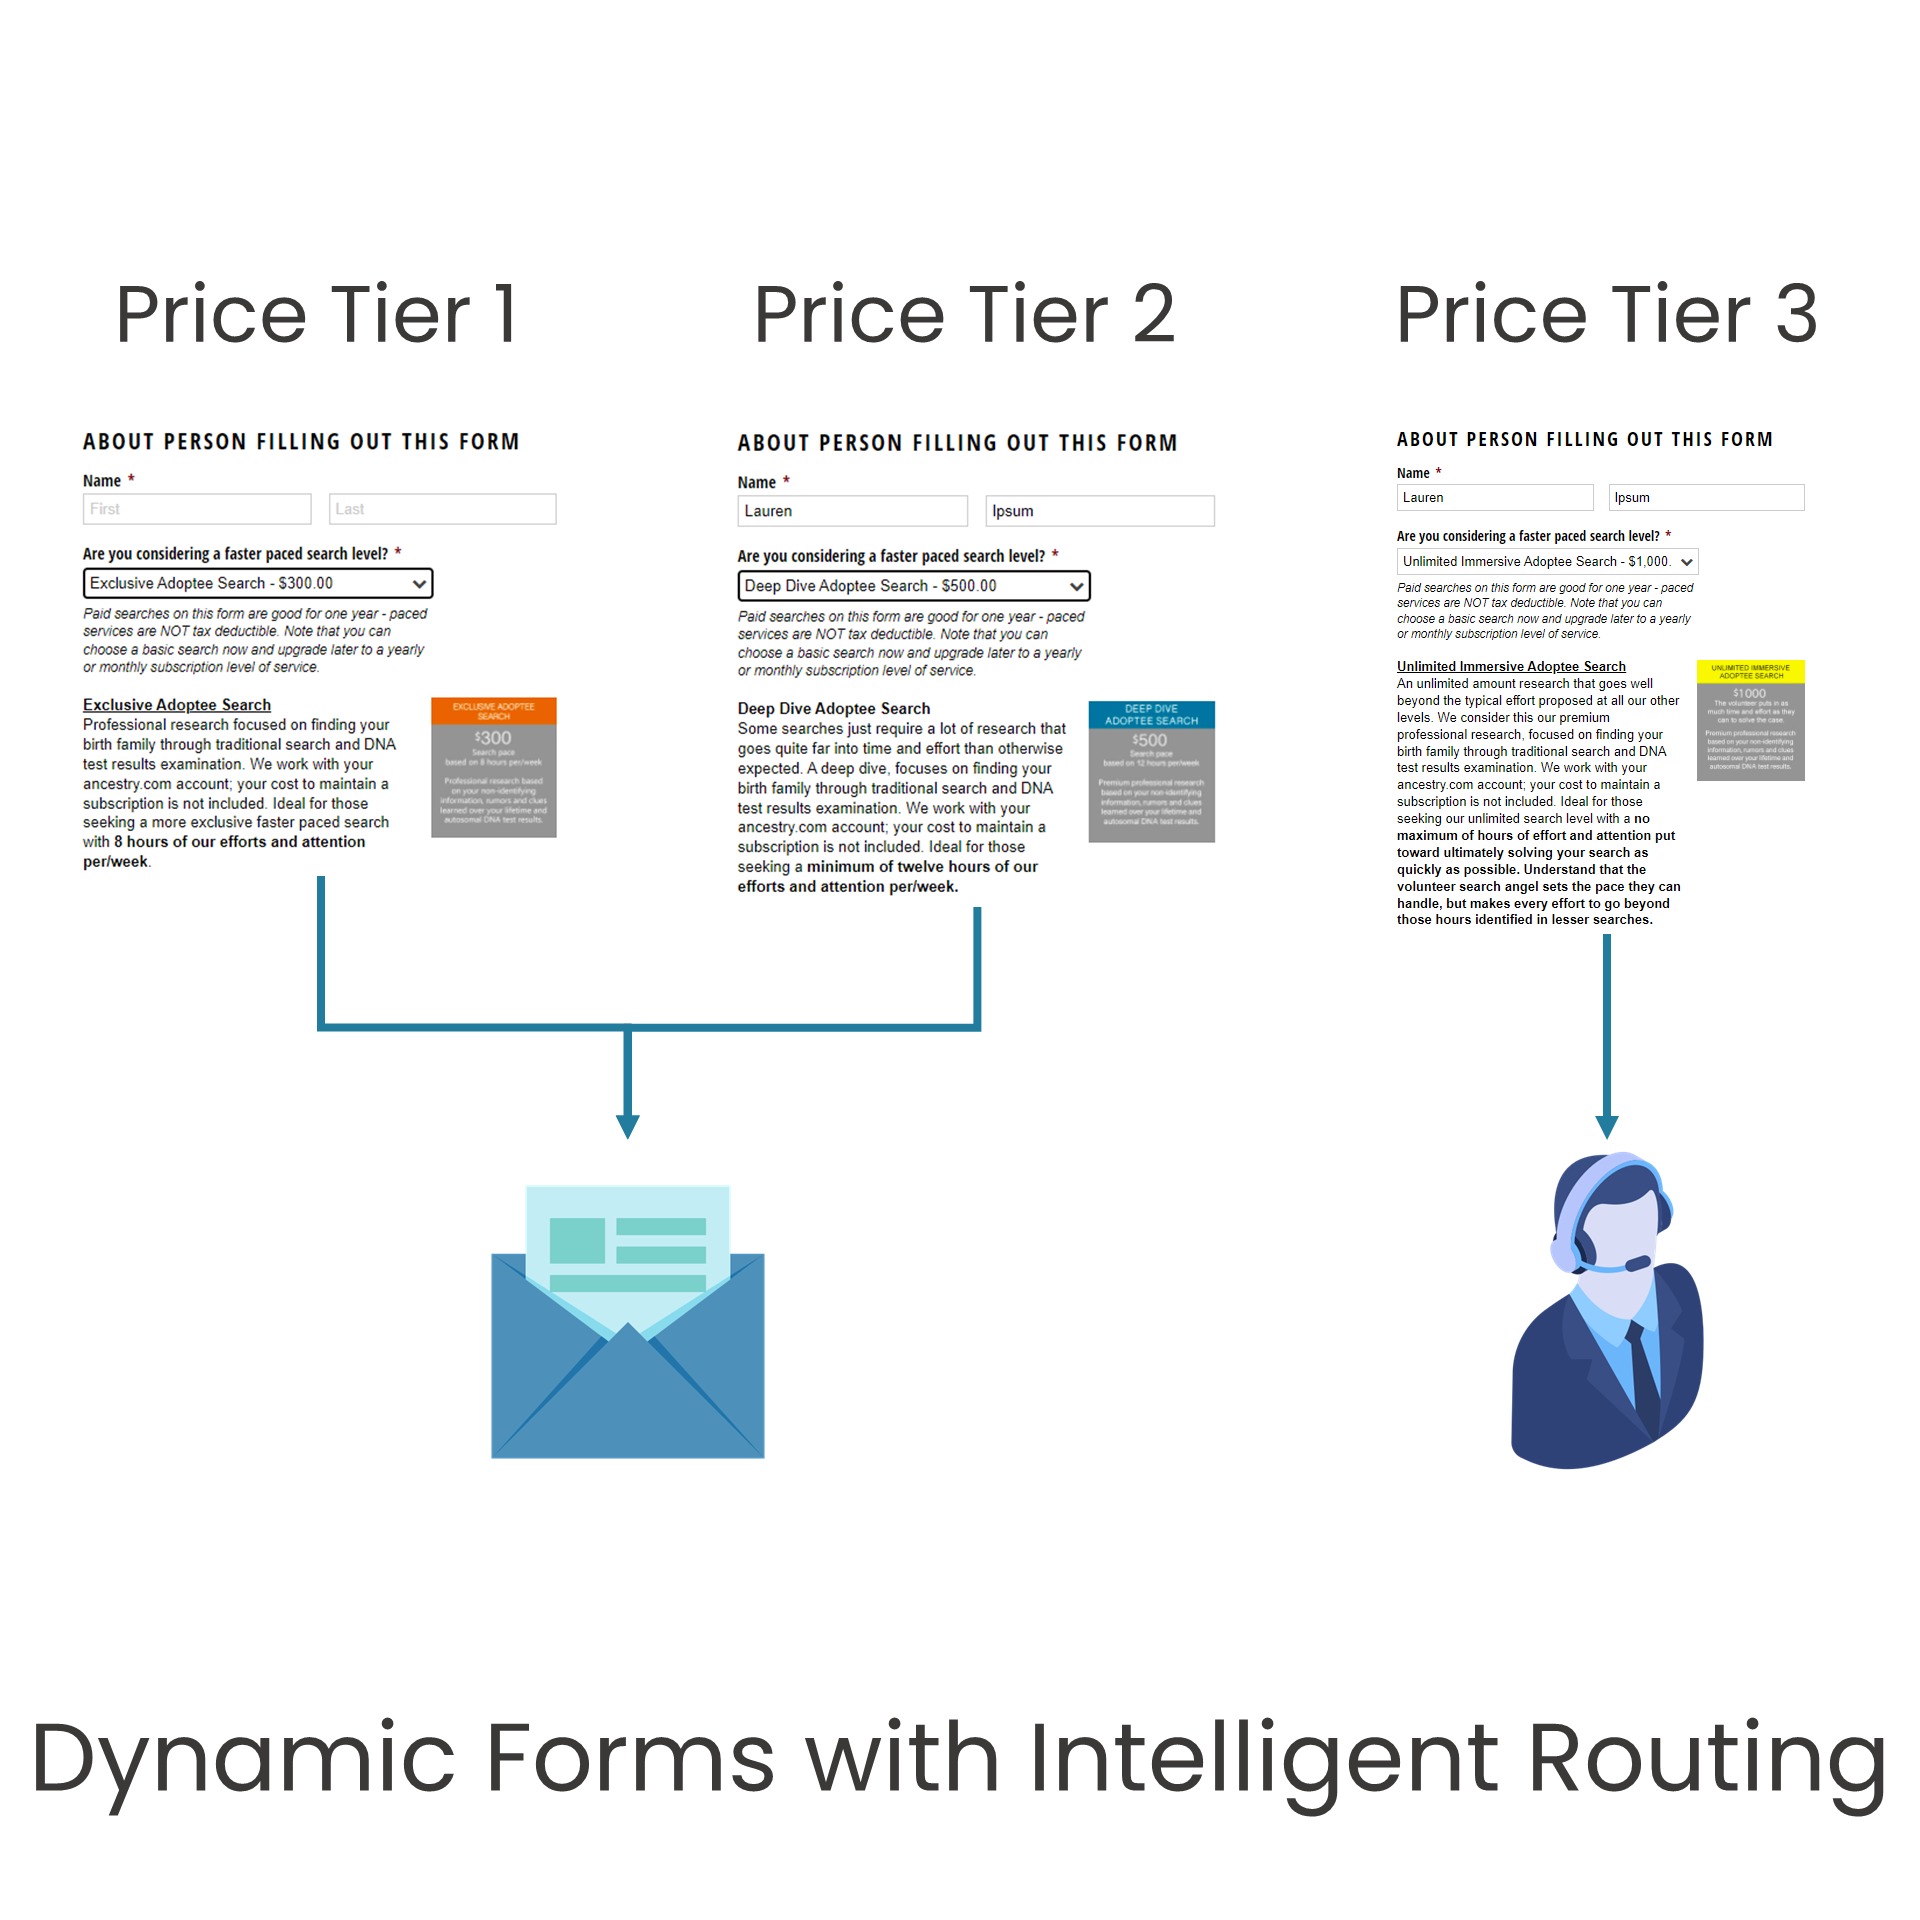 Price Tier 1
Price Tier 2
Price Tier 3
ABOUT PERSON FILLING OUT THIS FORM
Name *
First
Last
Are you considering a faster paced search level? *
Exclusive Adoptee Search - $300.00
Paid searches on this form are good for one year - paced
services are NOT tax deductible. Note that you can
choose a basic search now and upgrade later to a yearly
or monthly subscription level of service.
Exclusive Adoptee Search
Professional research focused on finding your
birth family through traditional search and DNA
test results examination. We work with your
ancestry.com account; your cost to maintain a
subscription is not included. Ideal for those
seeking a more exclusive faster paced search
with 8 hours of our efforts and attention
per/week.
EXCLUSIVE ADOPTEE
SEARCH
$300
Search pace
based on 8 hours per/week
Professional research based
on your non-identifying
information, rumors and clues
learned over your lifetime and
autosomal DNA test results.
ABOUT PERSON FILLING OUT THIS FORM
Name *
Lauren
Ipsum
Are you considering a faster paced search level? *
Deep Dive Adoptee Search - $500.00
Paid searches on this form are good for one year - paced
services are NOT tax deductible. Note that you can
choose a basic search now and upgrade later to a yearly
or monthly subscription level of service.
Deep Dive Adoptee Search
Some searches just require a lot of research that
goes quite far into time and effort than otherwise
expected. A deep dive, focuses on finding your
birth family through traditional search and DNA
test results examination. We work with your
ancestry.com account; your cost to maintain a
subscription is not included. Ideal for those
seeking a minimum of twelve hours of our
efforts and attention per/week.
DEEP DIVE
ADOPTEE SEARCH
$500
Search pace
based on 12 hours per/week
Premium professional research
based on your non-identifying
information, rumors and clues
learned over your lifetime and
autosomal DNA test results.
ABOUT PERSON FILLING OUT THIS FORM
Name *
Lauren
Ipsum
Are you considering a faster paced search level? *
Unlimited Immersive Adoptee Search - $1,000.
Paid searches on this form are good for one year - paced
services are NOT tax deductible. Note that you can
choose a basic search now and upgrade later to a yearly
or monthly subscription level of service.
Unlimited Immersive Adoptee Search
An unlimited amount research that goes well
beyond the typical effort proposed at all our other
levels. We consider this our premium
professional research, focused on finding your
birth family through traditional search and DNA
test results examination. We work with your
ancestry.com account; your cost to maintain a
subscription is not included. Ideal for those
seeking our unlimited search level with a no
maximum of hours of effort and attention put
toward ultimately solving your search as
quickly as possible. Understand that the
volunteer search angel sets the pace they can
handle, but makes every effort to go beyond
those hours identified in lesser searches.
UNLIMITED IMMERSIVE
ADOPTEE SEARCH
$1000
The volunteer puts in as
much time and effort as they
can to solve the case.
Premium professional research
based on your non-identifying
information, rumors and clues
learned over your lifetime and
autosomal DNA test results.
Dynamic Forms with Intelligent Routing